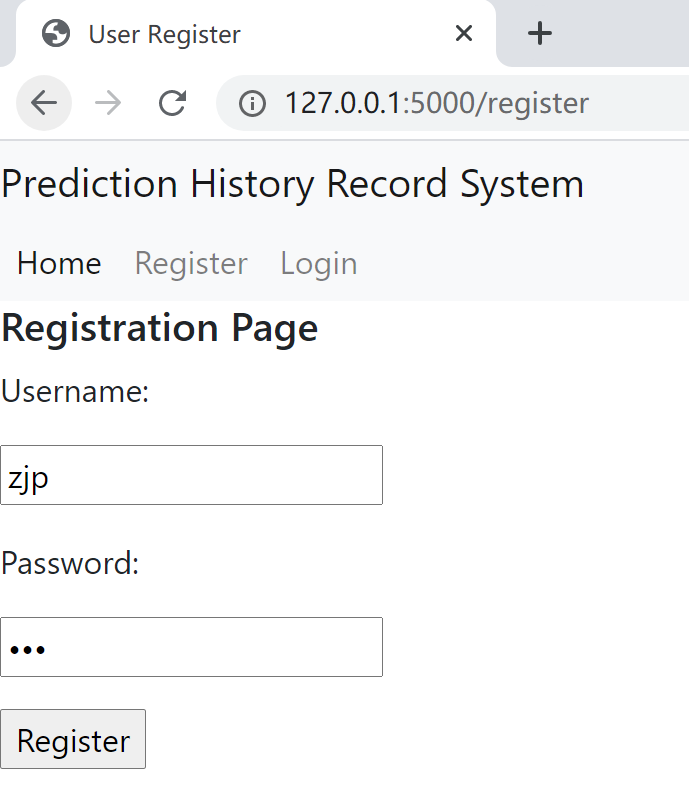 User Register
127.0.0.1:5000/register
Prediction History Record System
Home Register Login
Registration Page
Username:
zjp
Password:
•••
Register